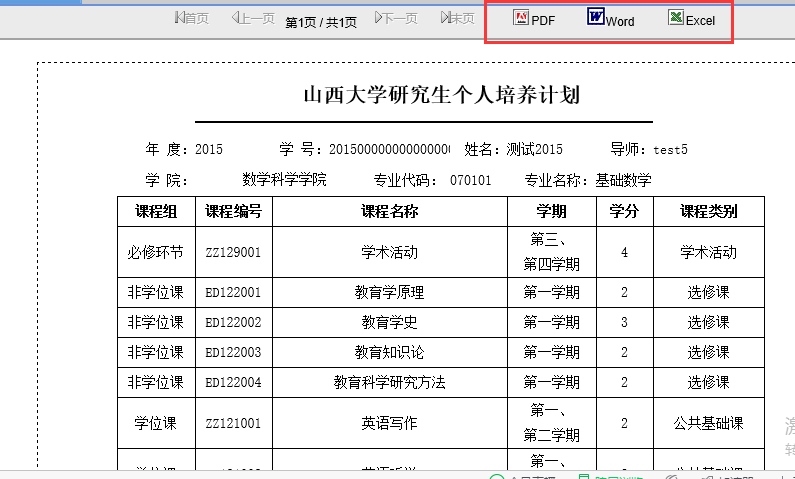 首页 上一页 第1页 / 共1页 下一页 末页 PDF Word Excel
山西大学研究生个人培养计划
年 度：2015 学 号：20150000000000000 姓名：测试2015 导师：test5
学 院： 数学科学学院 专业代码： 070101 专业名称：基础数学
课程组 课程编号 课程名称 学期 学分 课程类别
必修环节 ZZ129001 学术活动 第三、 4 学术活动
第四学期
非学位课 ED122001 教育学原理 第一学期 2 选修课
非学位课 ED122002 教育学史 第一学期 3 选修课
非学位课 ED122003 教育知识论 第一学期 2 选修课
非学位课 ED122004 教育科学研究方法 第一学期 2 选修课
学位课 ZZ121001 英语写作 第一、 2 公共基础课
第二学期
第一、